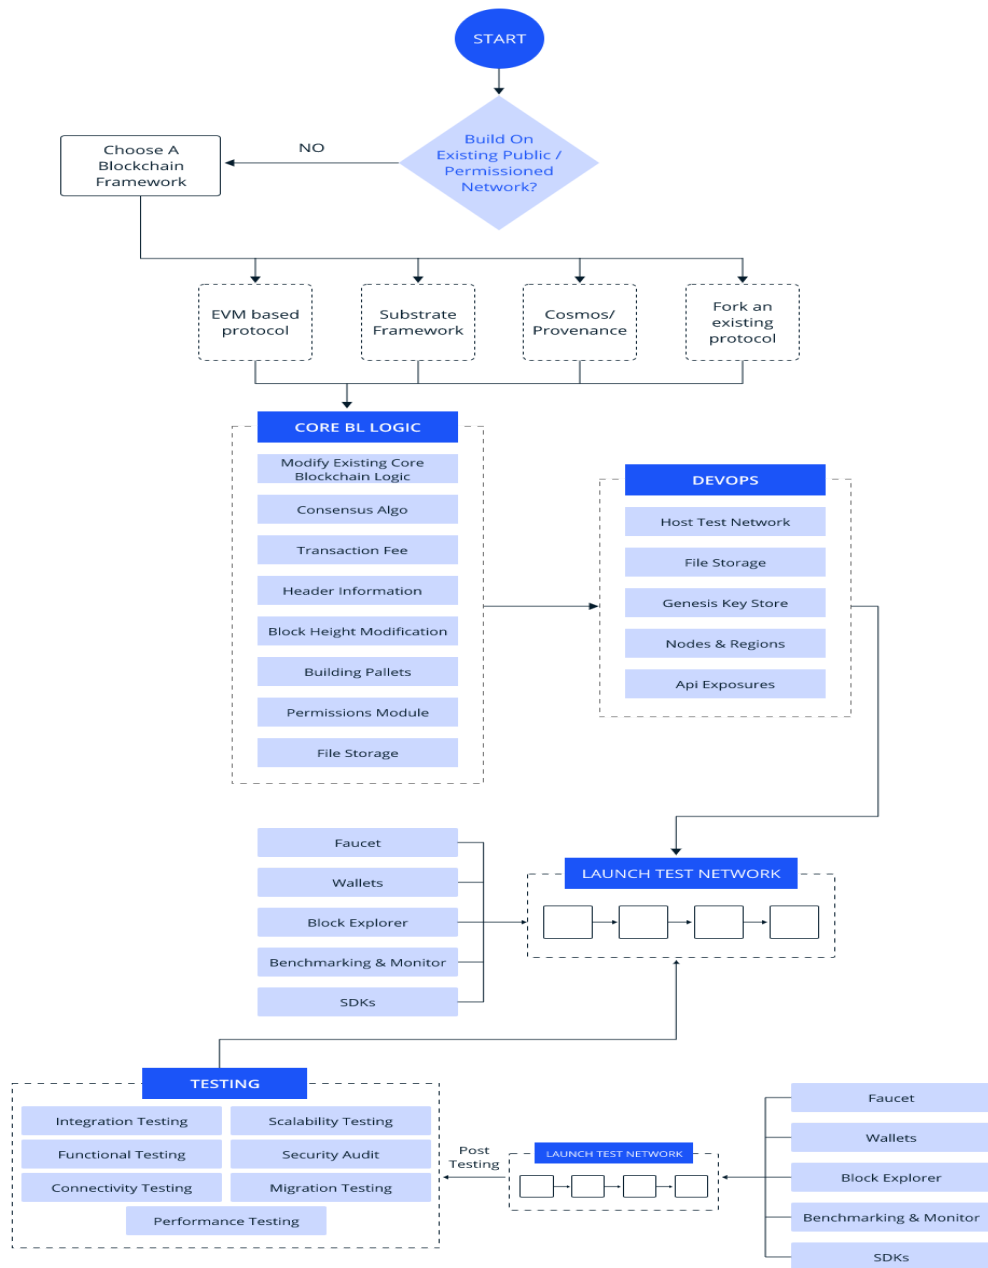 START
Build On
Existing Public /
Permissioned
Network?
NO
Choose A
Blockchain
Framework
EVM based
protocol
Substrate
Framework
Cosmos/
Provenance
Fork an
existing
protocol
CORE BL LOGIC
Modify Existing Core
Blockchain Logic
Consensus Algo
Transaction Fee
Header Information
Block Height Modification
Building Pallets
Permissions Module
File Storage
DEVOPS
Host Test Network
File Storage
Genesis Key Store
Nodes & Regions
Api Exposures
Faucet
Wallets
Block Explorer
Benchmarking & Monitor
SDKs
LAUNCH TEST NETWORK
TESTING
Integration Testing
Scalability Testing
Functional Testing
Security Audit
Connectivity Testing
Migration Testing
Performance Testing
Post
Testing
LAUNCH TEST NETWORK
Faucet
Wallets
Block Explorer
Benchmarking & Monitor
SDKs